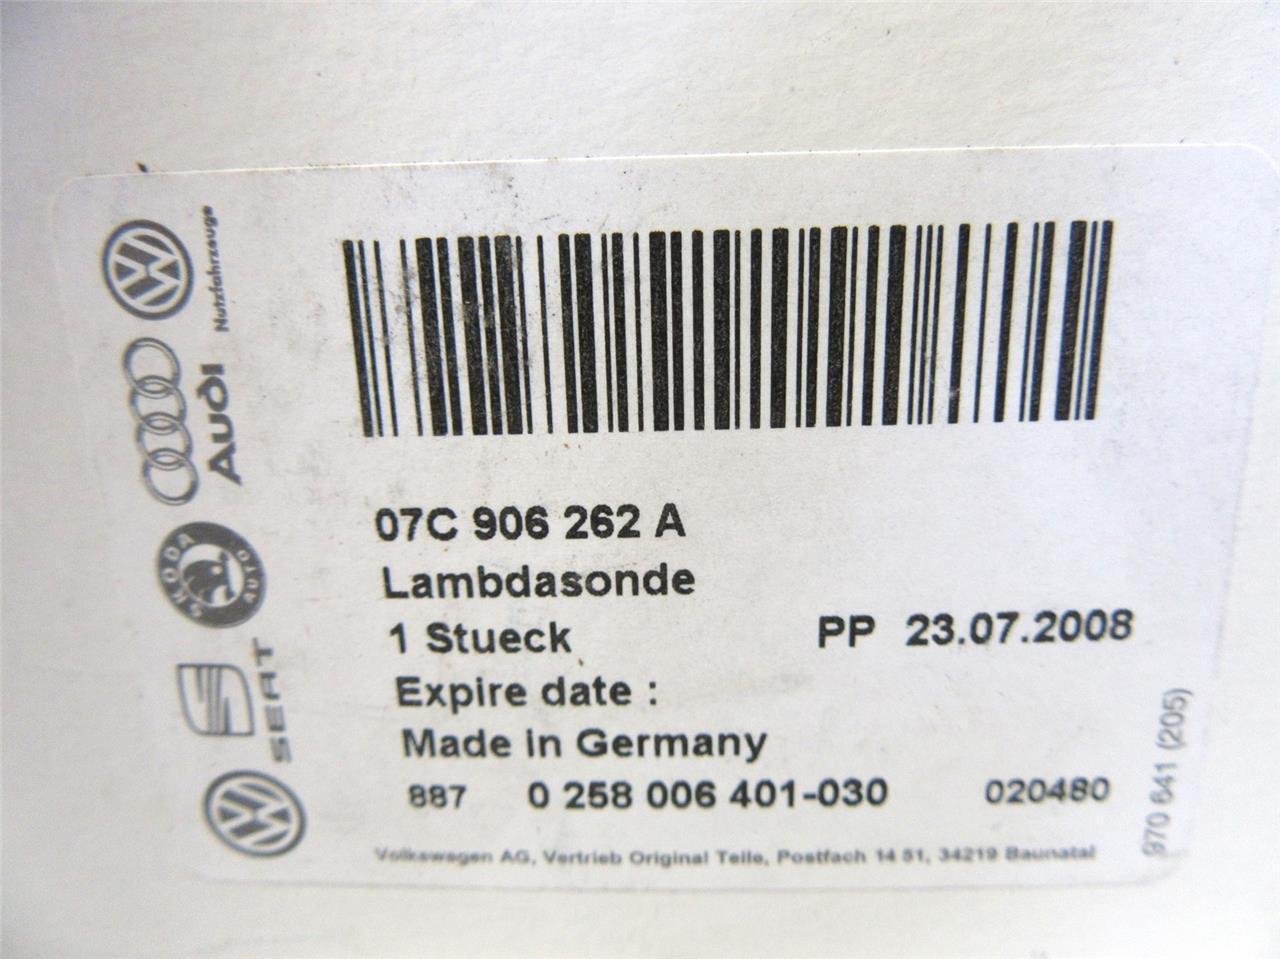 Nutzfahrzeuge
Audi
SKODA
AUTO
SEAT
07C 906 262 A
Lambdasonde
1 Stueck PP 23.07.2008
Expire date :
Made in Germany
887 0 258 006 401-030 020480
Volkswagen AG, Vertrieb Original Teile, Postfach 14 51, 34219 Baunatal
970 641 (205)